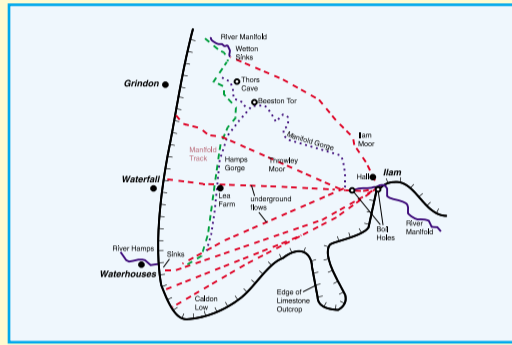 River Manifold
Wetton
Sinks
Grindon
Thors
Cave
Beeston Tor
Manifold Gorge
Ilam
Moor
Manifold
Track
Hamps
Gorge
Throwley
Moor
Waterfall
Hall
Ilam
Lea
Farm
underground
flows
Boil
Holes
River
Manifold
River Hamps
Sinks
Waterhouses
Caldon
Low
Edge of
Limestone
Outcrop